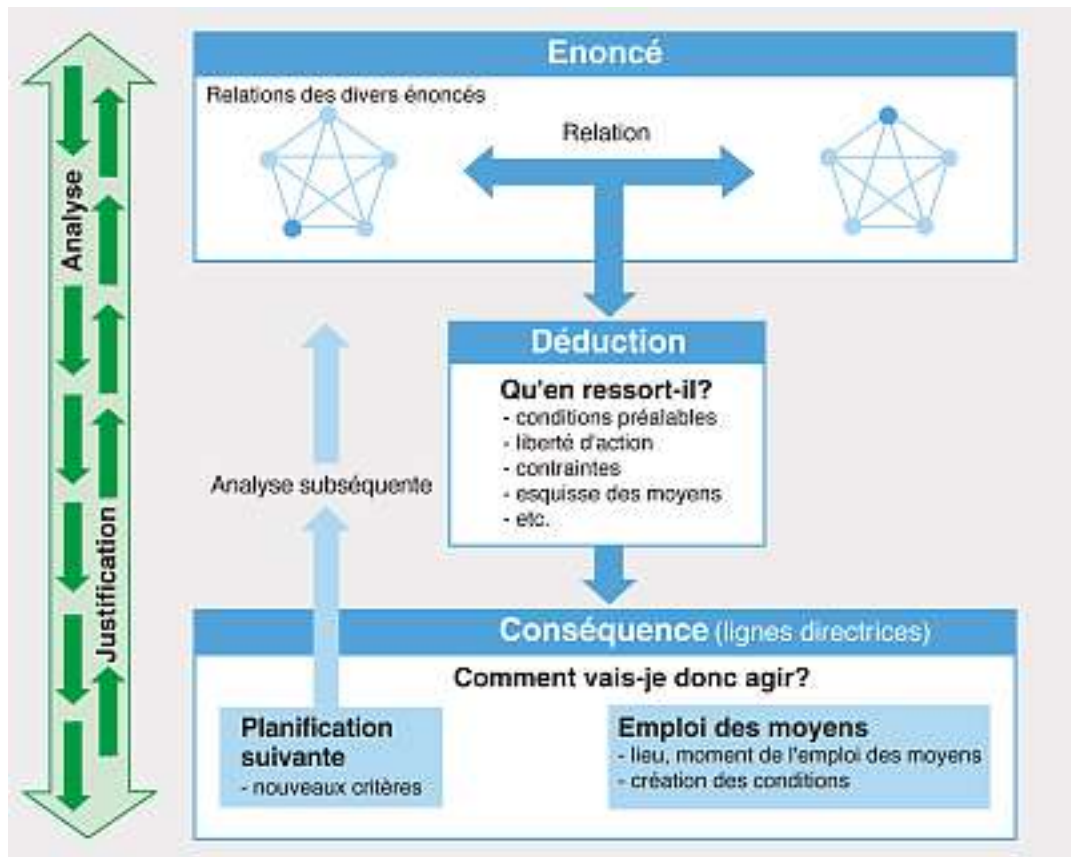 Enoncé
Relations des divers énoncés
Relation
Analyse
Justification
Déduction
Qu'en ressort-il?
- conditions préalables
- liberté d'action
- contraintes
- esquisse des moyens
- etc.
Analyse subséquente
Conséquence (lignes directrices)
Comment vais-je donc agir?
Planification
suivante
- nouveaux critères
Emploi des moyens
- lieu, moment de l'emploi des moyens
- création des conditions